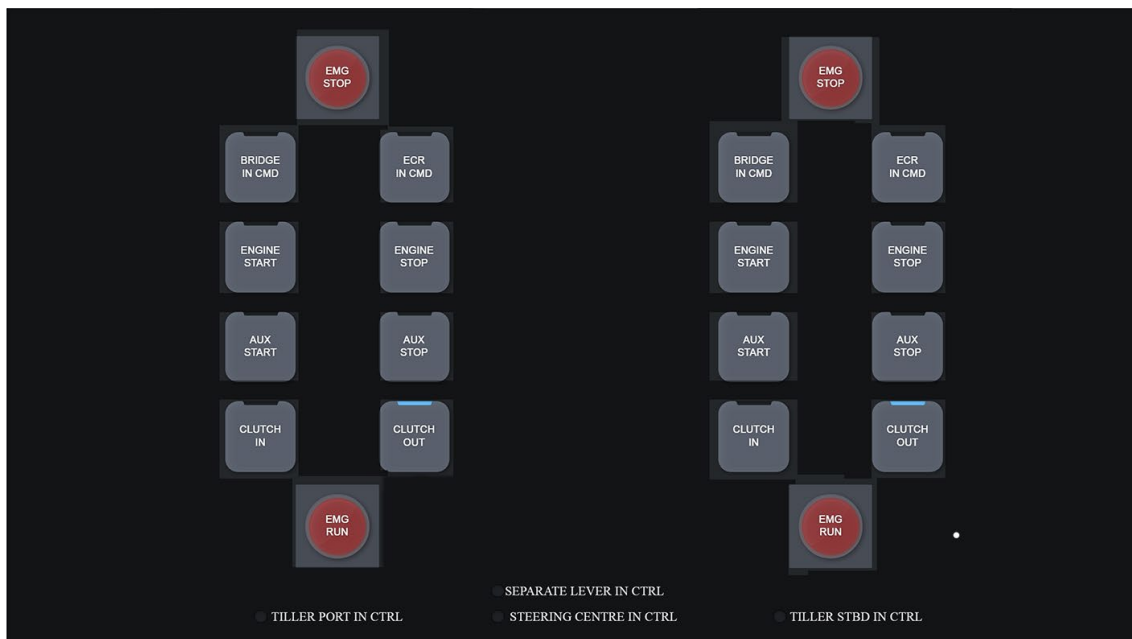 EMG
STOP
EMG
STOP
BRIDGE
IN CMD
ECR
IN CMD
BRIDGE
IN CMD
ECR
IN CMD
ENGINE
START
ENGINE
STOP
ENGINE
START
ENGINE
STOP
AUX
START
AUX
STOP
AUX
START
AUX
STOP
CLUTCH
IN
CLUTCH
OUT
CLUTCH
IN
CLUTCH
OUT
EMG
RUN
EMG
RUN
SEPARATE LEVER IN CTRL
TILLER PORT IN CTRL
STEERING CENTRE IN CTRL
TILLER STBD IN CTRL